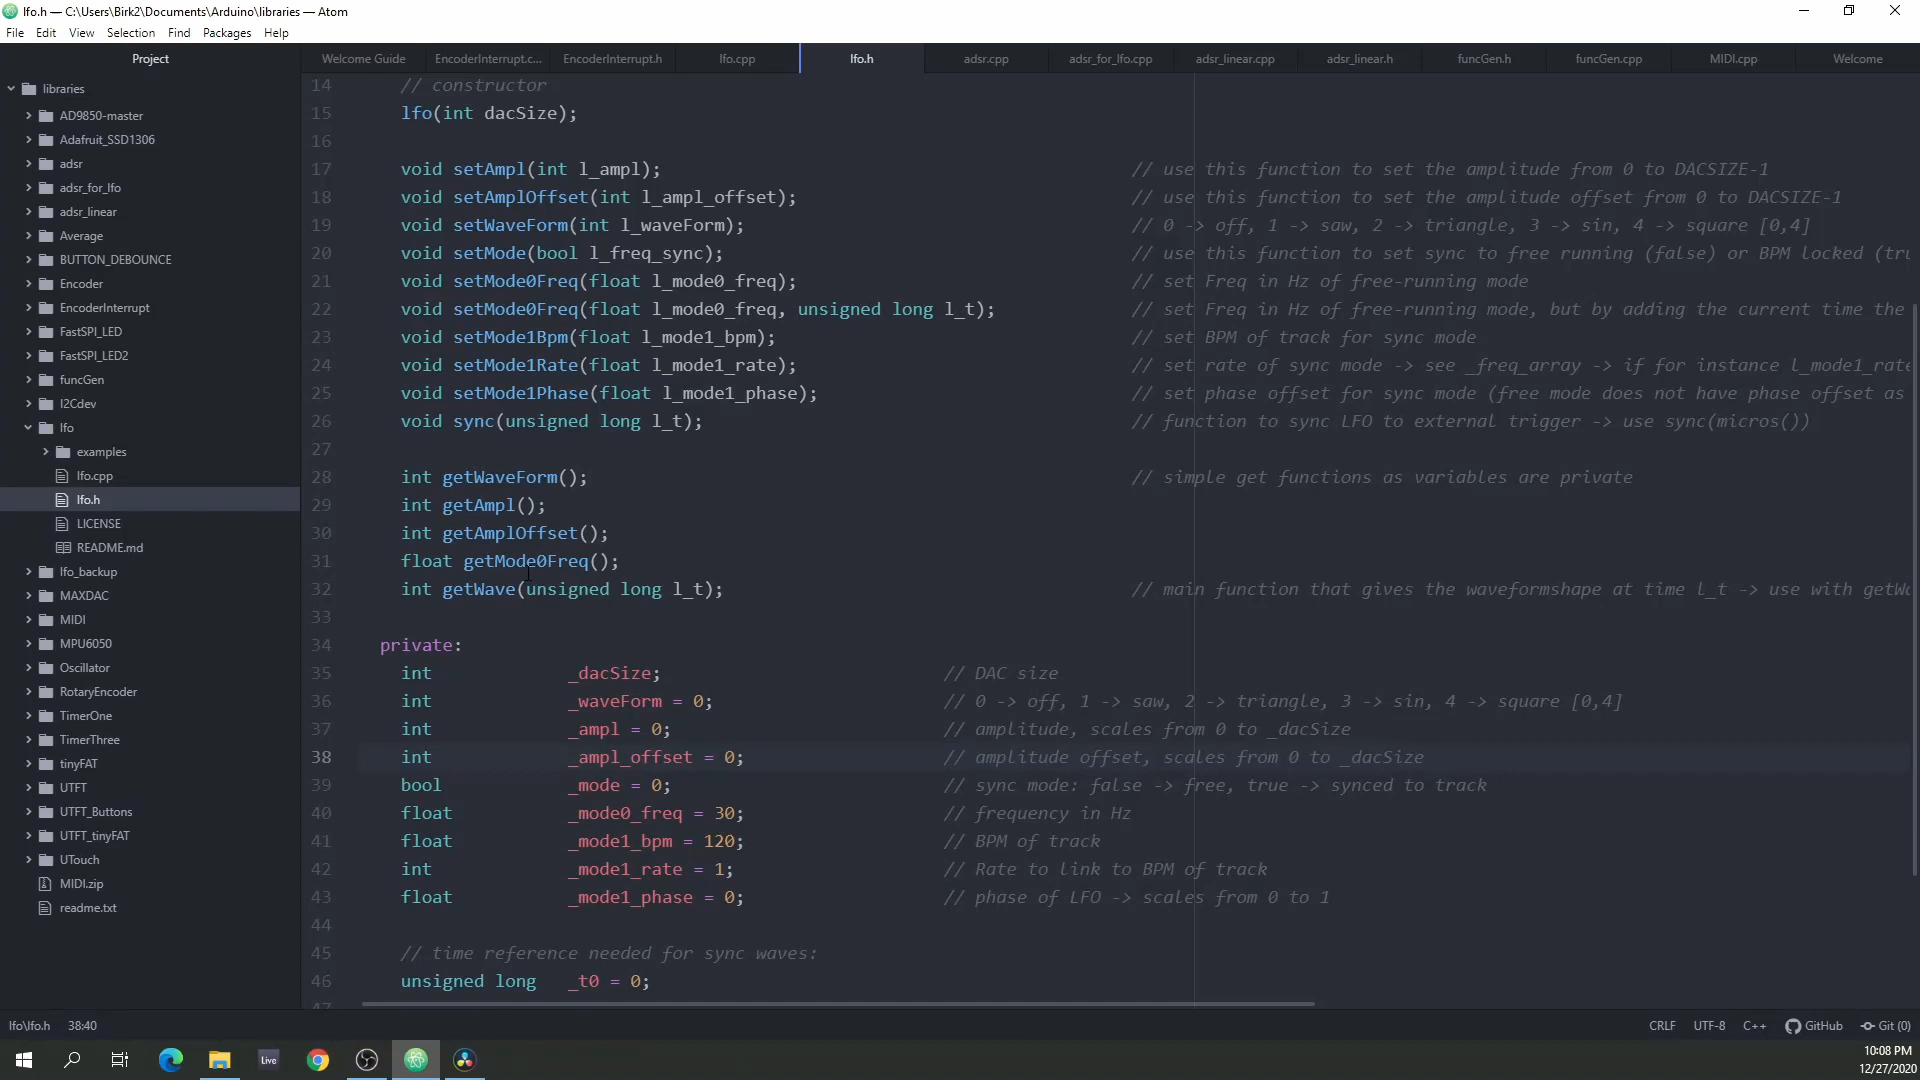 lfo.h — C:\Users\Birk2\Documents\Arduino\libraries — Atom
File Edit View Selection Find Packages Help
Project
libraries
AD9850-master
Adafruit_SSD1306
adsr
adsr_for_lfo
adsr_linear
Average
BUTTON_DEBOUNCE
Encoder
EncoderInterrupt
FastSPI_LED
FastSPI_LED2
funcGen
I2Cdev
lfo
examples
lfo.cpp
lfo.h
LICENSE
README.md
lfo_backup
MAXDAC
MIDI
MPU6050
Oscillator
RotaryEncoder
TimerOne
TimerThree
tinyFAT
UTFT
UTFT_Buttons
UTFT_tinyFAT
UTouch
MIDI.zip
readme.txt
Welcome Guide EncoderInterrupt.c... EncoderInterrupt.h lfo.cpp lfo.h adsr.cpp adsr_for_lfo.cpp adsr_linear.cpp adsr_linear.h funcGen.h funcGen.cpp MIDI.cpp Welcome
14 // constructor
15 lfo(int dacSize);
16
17 void setAmpl(int l_ampl); // use this function to set the amplitude from 0 to DACSIZE-1
18 void setAmplOffset(int l_ampl_offset); // use this function to set the amplitude offset from 0 to DACSIZE-1
19 void setWaveForm(int l_waveForm); // 0 -> off, 1 -> saw, 2 -> triangle, 3 -> sin, 4 -> square [0,4]
20 void setMode(bool l_freq_sync); // use this function to set sync to free running (false) or BPM locked (tru
21 void setMode0Freq(float l_mode0_freq); // set Freq in Hz of free-running mode
22 void setMode0Freq(float l_mode0_freq, unsigned long l_t); // set Freq in Hz of free-running mode, but by adding the current time the
23 void setMode1Bpm(float l_mode1_bpm); // set BPM of track for sync mode
24 void setMode1Rate(float l_mode1_rate); // set rate of sync mode -> see _freq_array -> if for instance l_mode1_rate
25 void setMode1Phase(float l_mode1_phase); // set phase offset for sync mode (free mode does not have phase offset as
26 void sync(unsigned long l_t); // function to sync LFO to external trigger -> use sync(micros())
27
28 int getWaveForm(); // simple get functions as variables are private
29 int getAmpl();
30 int getAmplOffset();
31 float getMode0Freq();
32 int getWave(unsigned long l_t); // main function that gives the waveformshape at time l_t -> use with getWa
33
34 private:
35 int _dacSize; // DAC size
36 int _waveForm = 0; // 0 -> off, 1 -> saw, 2 -> triangle, 3 -> sin, 4 -> square [0,4]
37 int _ampl = 0; // amplitude, scales from 0 to _dacSize
38 int _ampl_offset = 0; // amplitude offset, scales from 0 to _dacSize
39 bool _mode = 0; // sync mode: false -> free, true -> synced to track
40 float _mode0_freq = 30; // frequency in Hz
41 float _mode1_bpm = 120; // BPM of track
42 int _mode1_rate = 1; // Rate to link to BPM of track
43 float _mode1_phase = 0; // phase of LFO -> scales from 0 to 1
44
45 // time reference needed for sync waves:
46 unsigned long _t0 = 0;
47
lfo\lfo.h 38:40 CRLF UTF-8 C++ GitHub Git (0)
Live
10:08 PM
12/27/2020